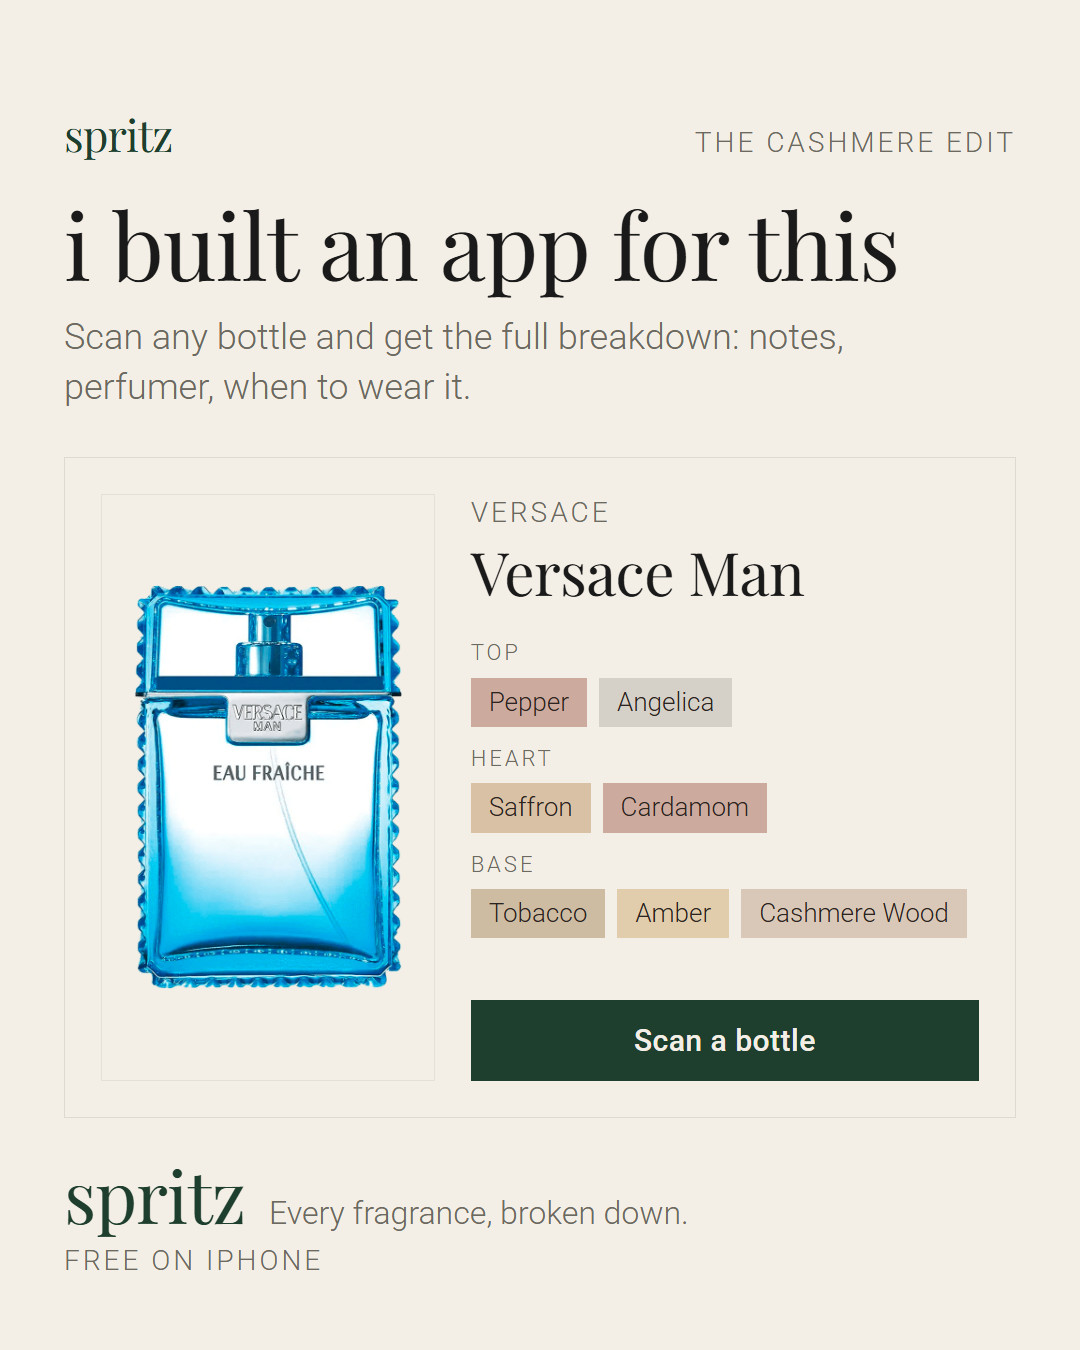 spritz
THE CASHMERE EDIT
i built an app for this
Scan any bottle and get the full breakdown: notes,
perfumer, when to wear it.
VERSACE
Versace Man
TOP
Pepper Angelica
HEART
Saffron Cardamom
BASE
Tobacco Amber Cashmere Wood
VERSACE
MAN
EAU FRAÎCHE
Scan a bottle
spritz Every fragrance, broken down.
FREE ON IPHONE